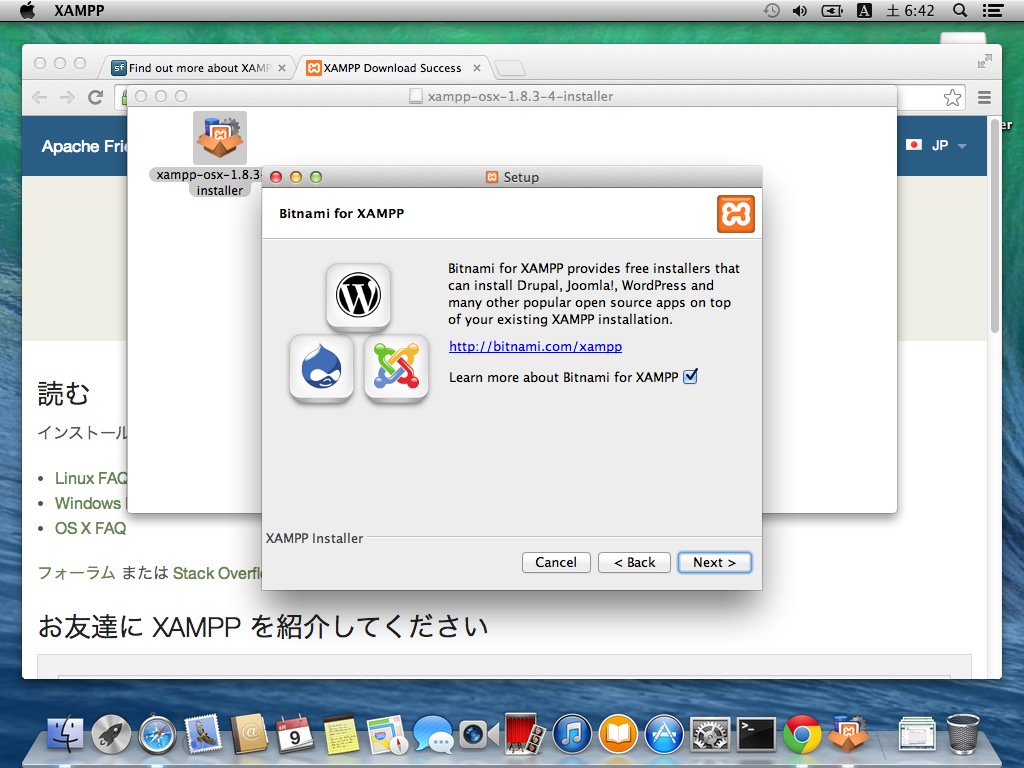 XAMPP
A
土 6:42
Find out more about XAMP
XAMPP Download Success
xampp-osx-1.8.3-4-installer
er
Apache Frie
JP
xampp-osx-1.8.3-
installer
Setup
Bitnami for XAMPP
Bitnami for XAMPP provides free installers that
can install Drupal, Joomla!, WordPress and
many other popular open source apps on top
of your existing XAMPP installation.
http://bitnami.com/xampp
Learn more about Bitnami for XAMPP
読む
インストール
Linux FAQ
Windows
OS X FAQ
XAMPP Installer
Cancel
< Back
Next >
フォーラム または Stack Overfl
お友達に XAMPP を紹介してください
9